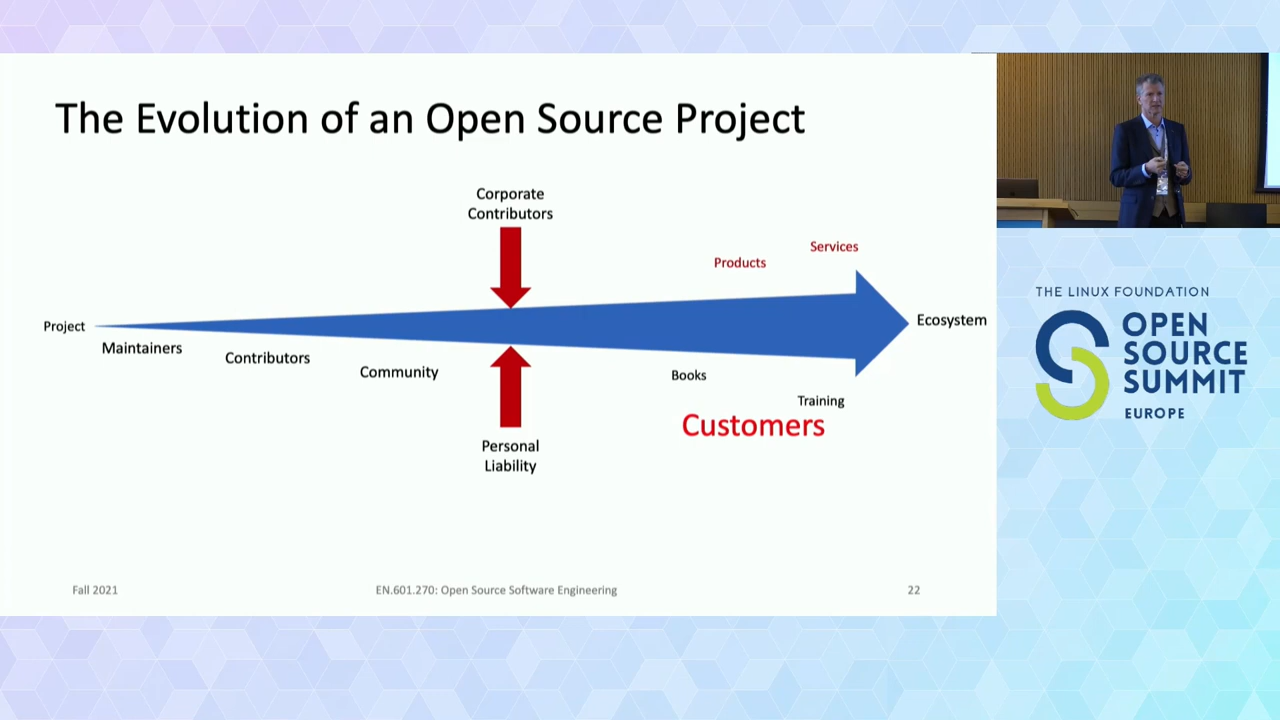 The Evolution of an Open Source Project
Corporate
Contributors
Services
Products
Project
Ecosystem
Maintainers
Contributors
Community
Books
Training
Customers
Personal
Liability
Fall 2021
EN.601.270: Open Source Software Engineering
22
THE LINUX FOUNDATION
OPEN
SOURCE
SUMMIT
EUROPE